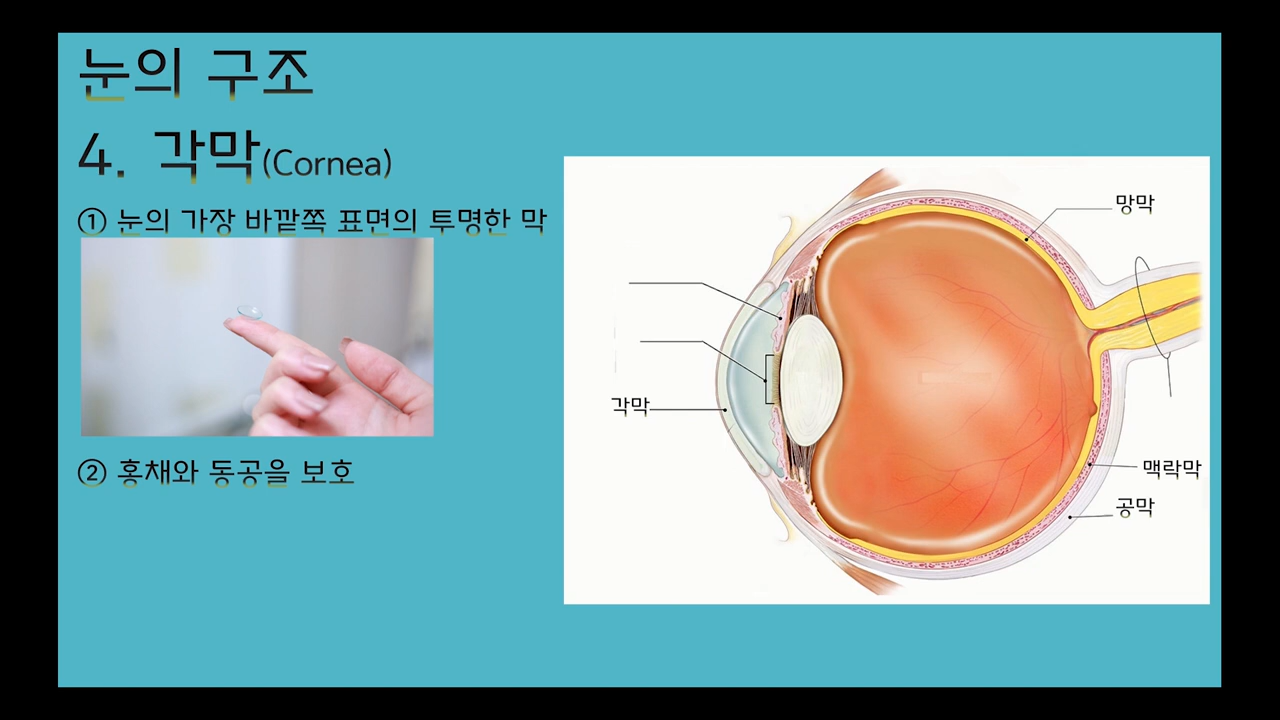 눈의 구조
4. 각막(Cornea)
① 눈의 가장 바깥쪽 표면의 투명한 막
② 홍채와 동공을 보호
망막
각막
맥락막
공막